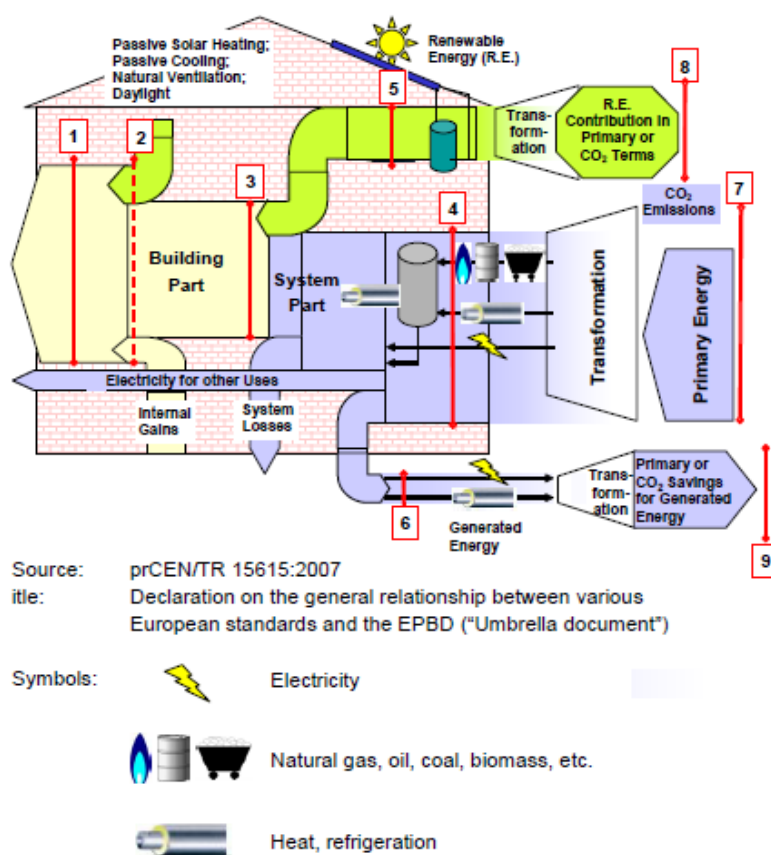 Passive Solar Heating;
Passive Cooling;
Natural Ventilation;
Daylight
Renewable
Energy (R.E.)
8
5
1
2
Trans-
form-
ation
R.E.
Contribution in
Primary or
CO₂ Terms
3
4
7
CO₂
Emissions
Building
Part
System
Part
Transformation
Primary Energy
Electricity for other Uses
Internal
Gains
System
Losses
6
Generated
Energy
Trans-
form-
ation
Primary or
CO₂ Savings
for Generated
Energy
9
Source: prCEN/TR 15615:2007
itle: Declaration on the general relationship between various
European standards and the EPBD (“Umbrella document”)
Symbols: Electricity
Natural gas, oil, coal, biomass, etc.
Heat, refrigeration